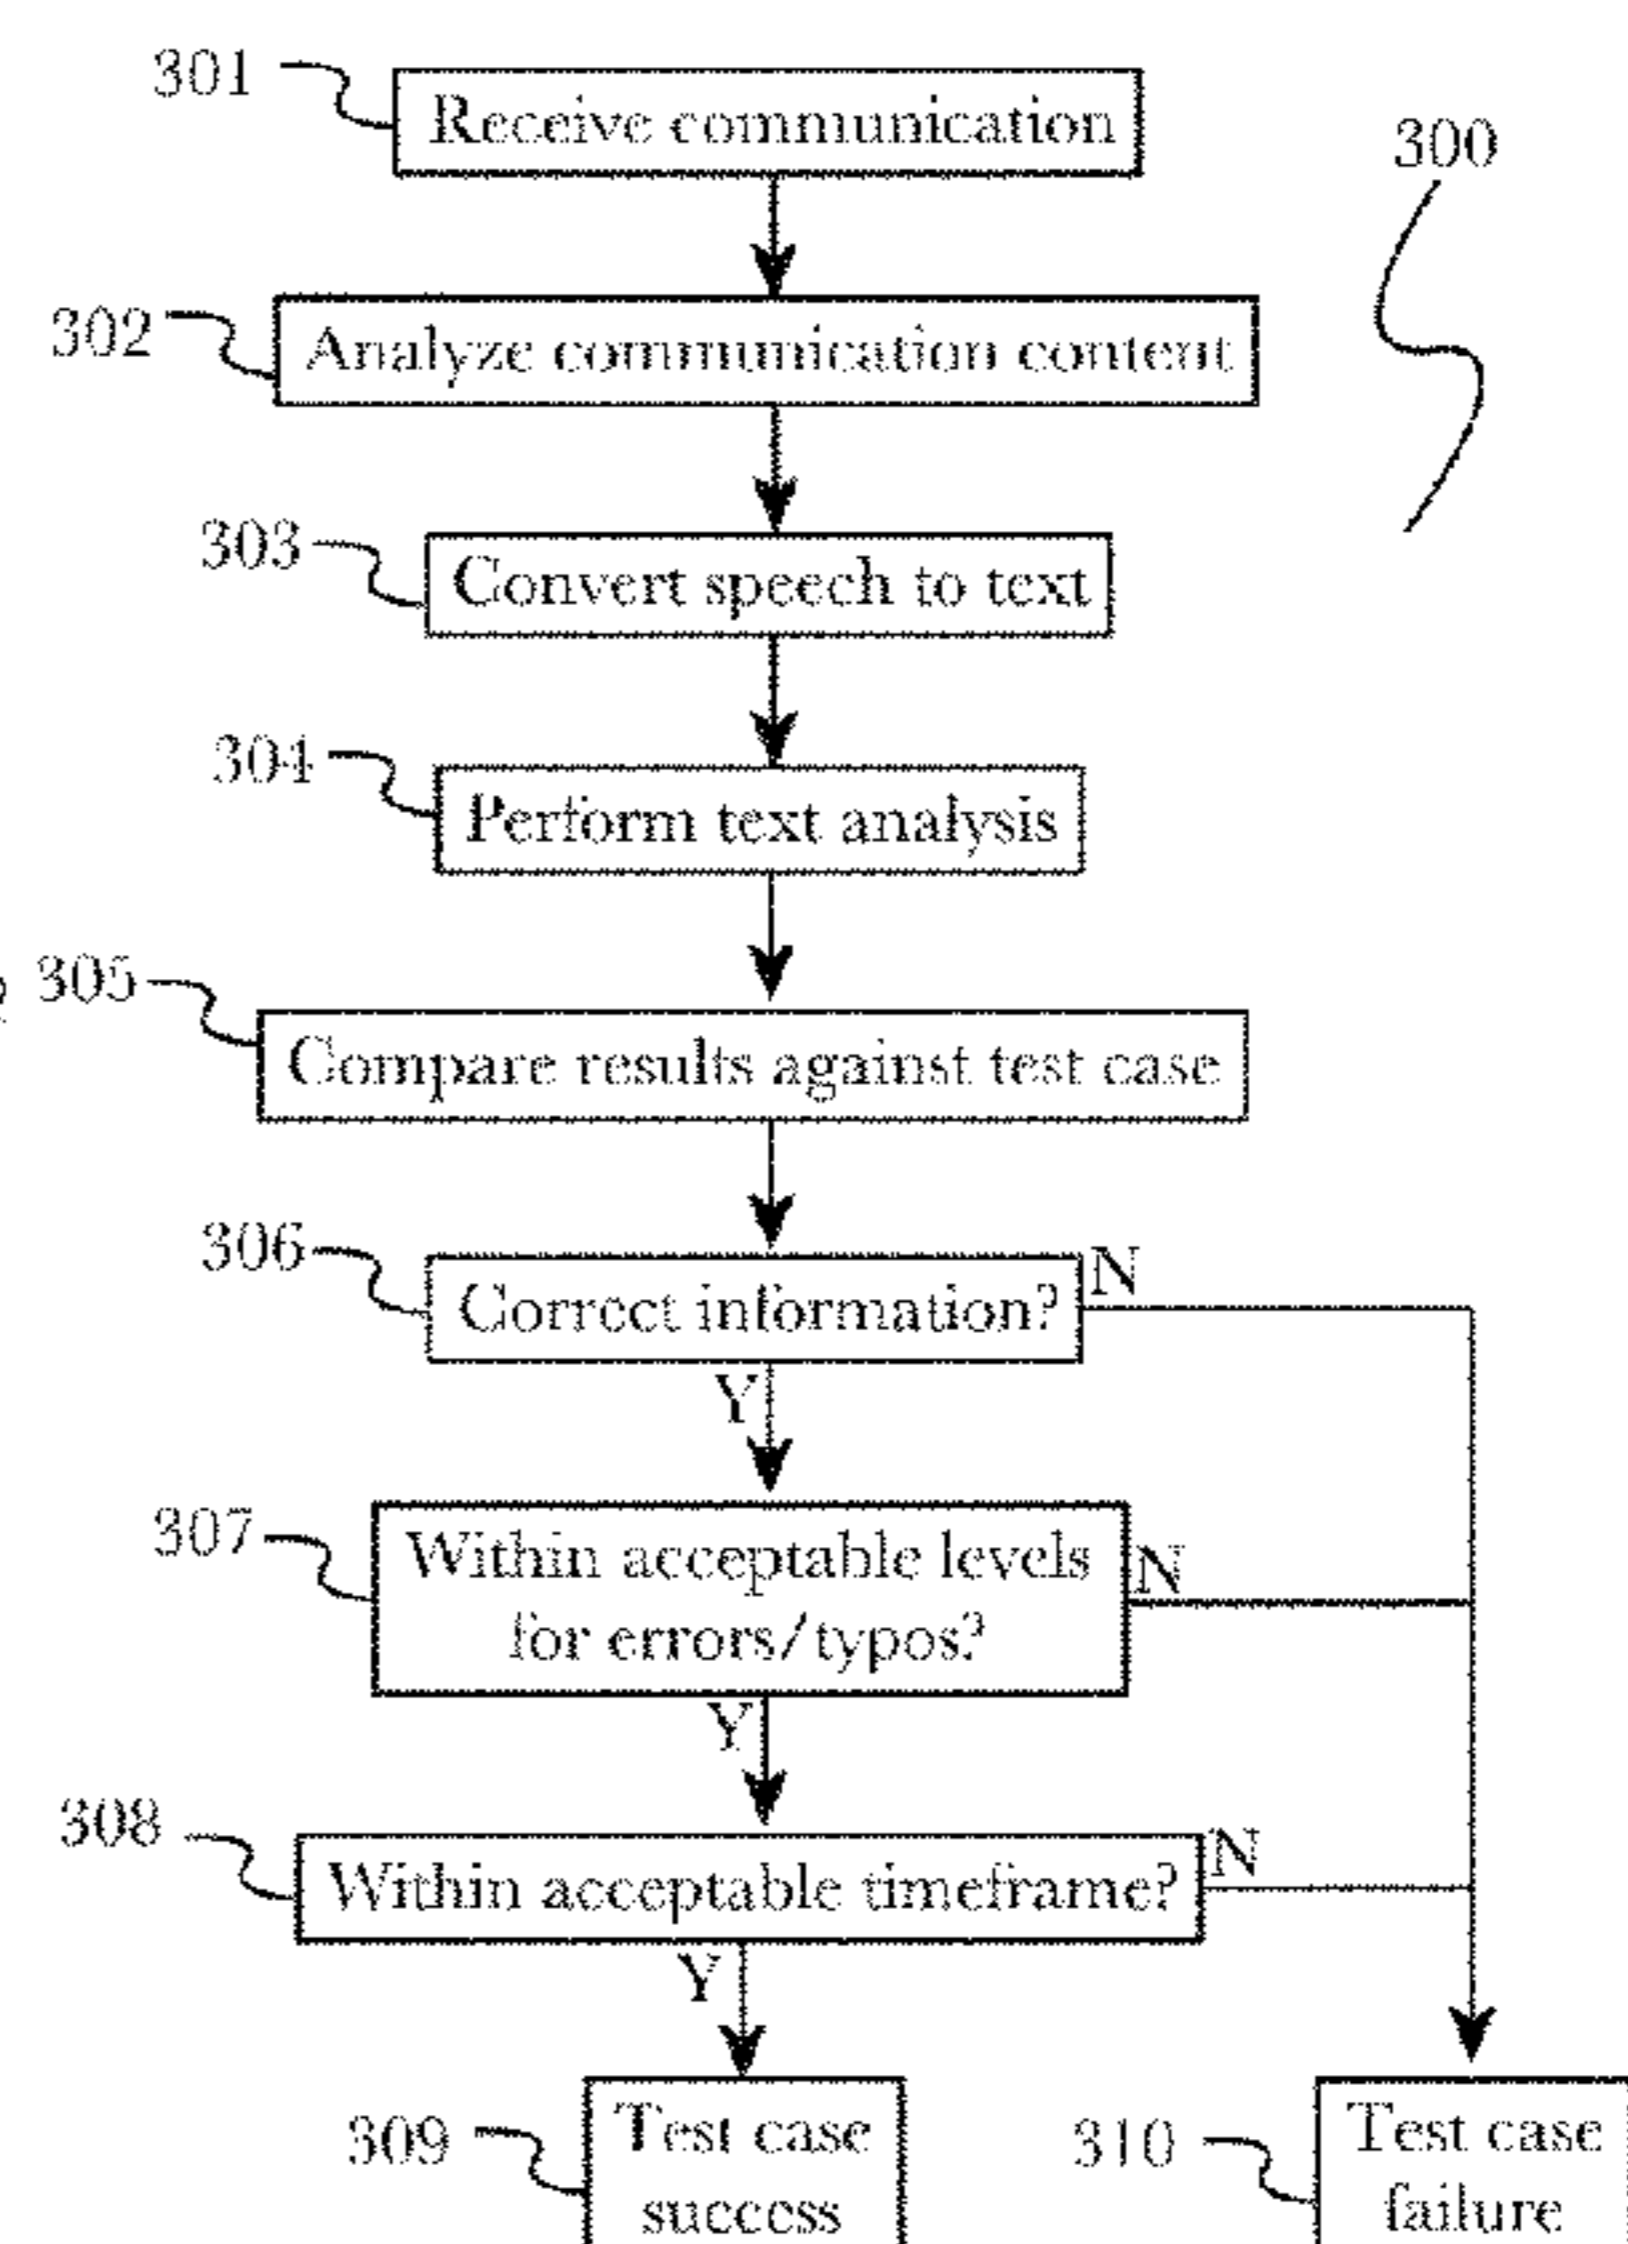 301
Receive communication
300
302
Analyze communication content
303
Convert speech to text
304
Perform text analysis
305
Compare results against test case
306
Correct information?
N
Y
307
Within acceptable levels
for errors/typos?
N
Y
308
Within acceptable timeframe?
N
Y
309
Test case
success
310
Test case
failure